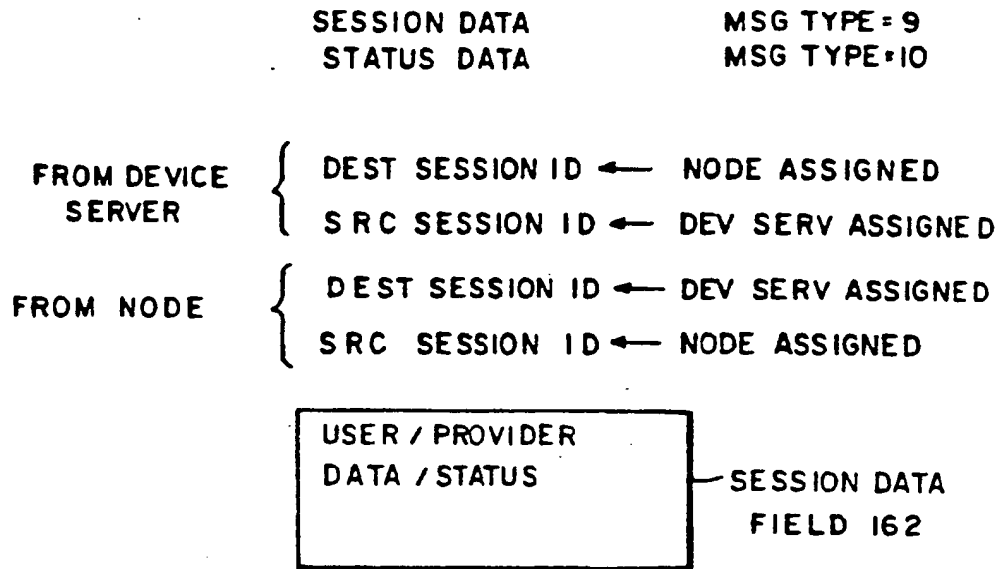 SESSION DATA MSG TYPE = 9
STATUS DATA MSG TYPE = 10
FROM DEVICE SERVER
DEST SESSION ID ← NODE ASSIGNED
SRC SESSION ID ← DEV SERV ASSIGNED
FROM NODE
DEST SESSION ID ← DEV SERV ASSIGNED
SRC SESSION ID ← NODE ASSIGNED
USER / PROVIDER
DATA / STATUS
SESSION DATA
FIELD 162